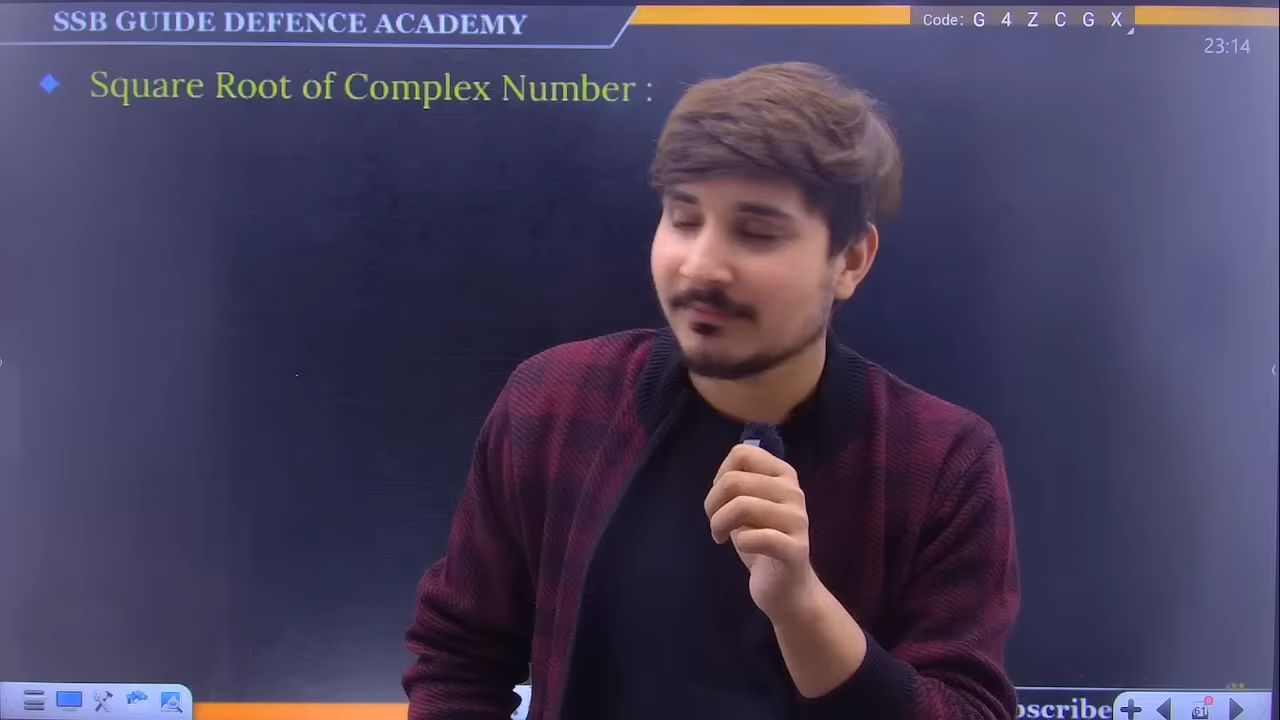 SSB GUIDE DEFENCE ACADEMY
Code: G 4 Z C G X
23:14
Square Root of Complex Number :
61